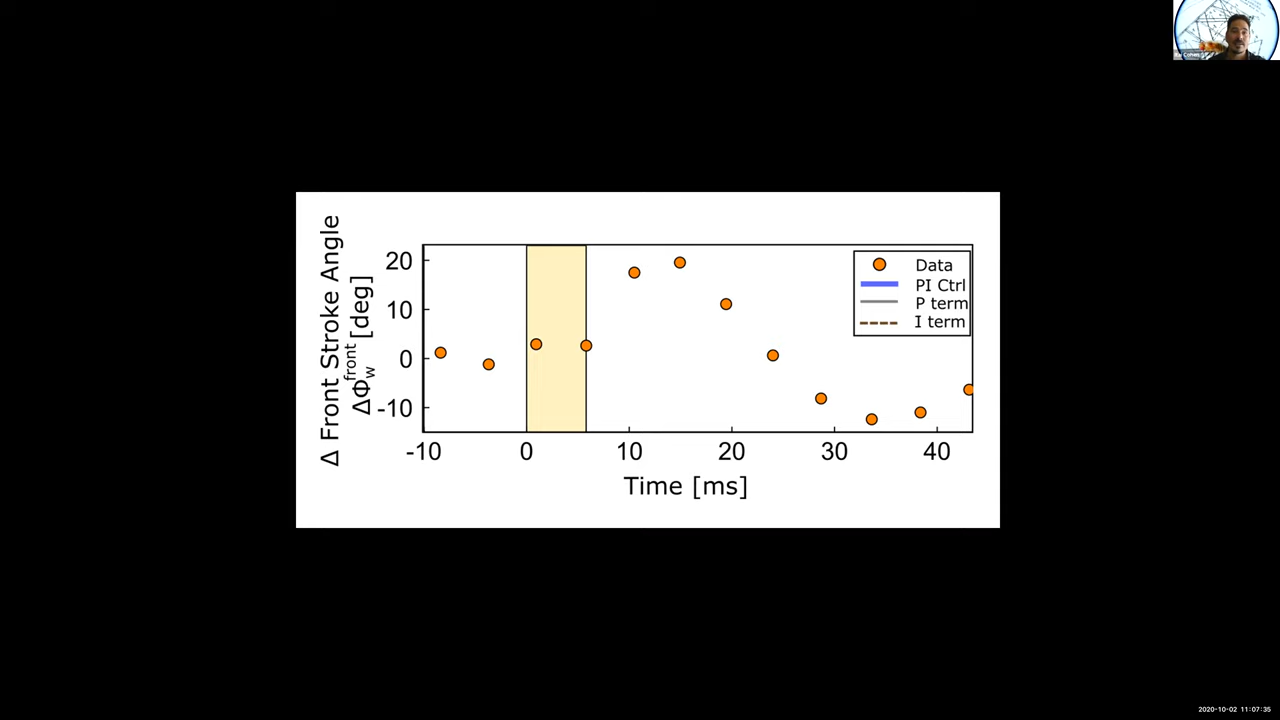 Cohen
Δ Front Stroke Angle
ΔΦ_w^front [deg]
20
10
0
-10
-10 0 10 20 30 40
Time [ms]
Data
PI Ctrl
P term
I term
2020-10-02 11:07:35